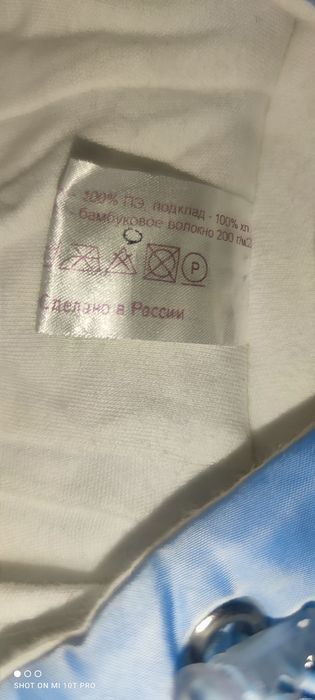 - 100% ПЭ, подклад - 100% хл
- бамбуковое волокно 200 г/м2
P
Сделано в России
SHOT ON MI 10T PRO